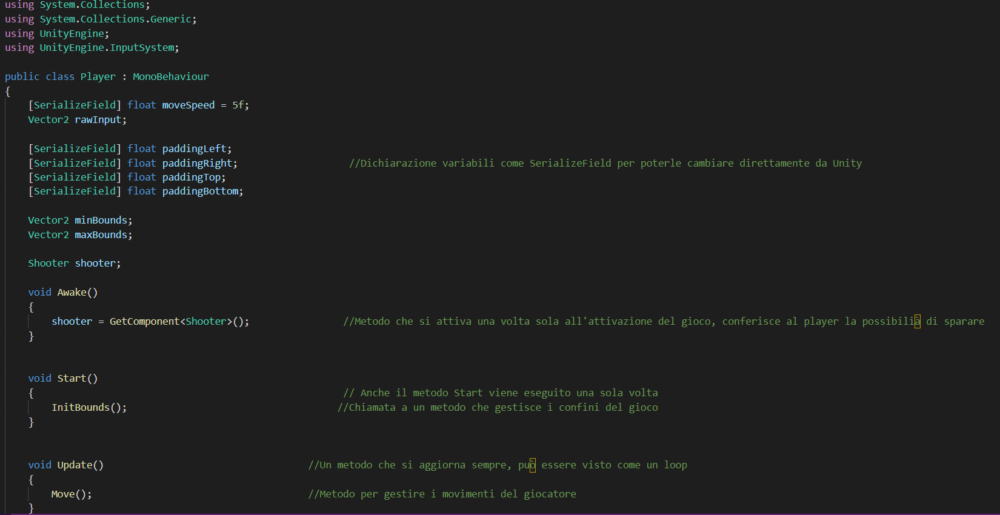 using System.Collections;
using System.Collections.Generic;
using UnityEngine;
using UnityEngine.InputSystem;
public class Player : MonoBehaviour
{
[SerializeField] float moveSpeed = 5f;
Vector2 rawInput;
[SerializeField] float paddingLeft;
[SerializeField] float paddingRight; //Dichiarazione variabili come SerializeField per poterle cambiare direttamente da Unity
[SerializeField] float paddingTop;
[SerializeField] float paddingBottom;
Vector2 minBounds;
Vector2 maxBounds;
Shooter shooter;
void Awake()
{
shooter = GetComponent<Shooter>(); //Metodo che si attiva una volta sola all'attivazione del gioco, conferisce al player la possibilià di sparare
}
void Start()
{ // Anche il metodo Start viene eseguito una sola volta
InitBounds(); //Chiamata a un metodo che gestisce i confini del gioco
}
void Update() //Un metodo che si aggiorna sempre, può essere visto come un loop
{
Move(); //Metodo per gestire i movimenti del giocatore
}